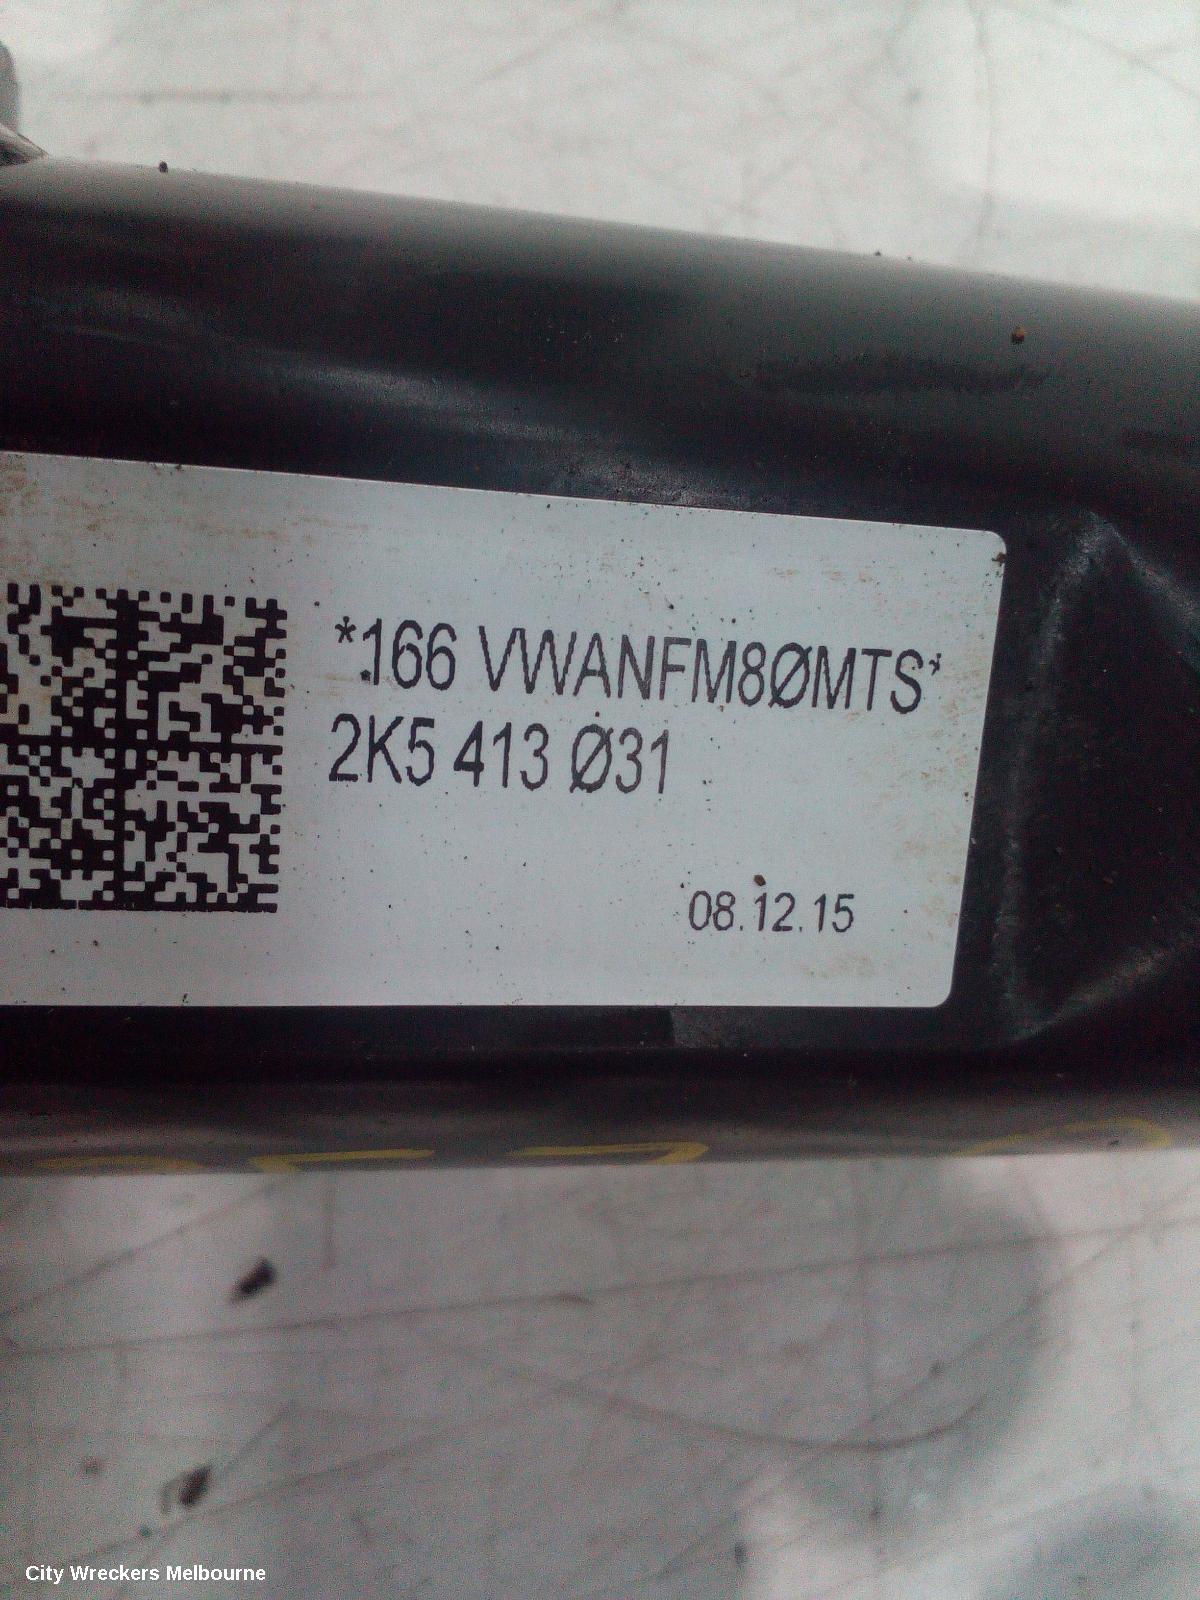 *166 VWANFM8ØMTS*
2K5 413 Ø31
08.12.15
City Wreckers Melbourne